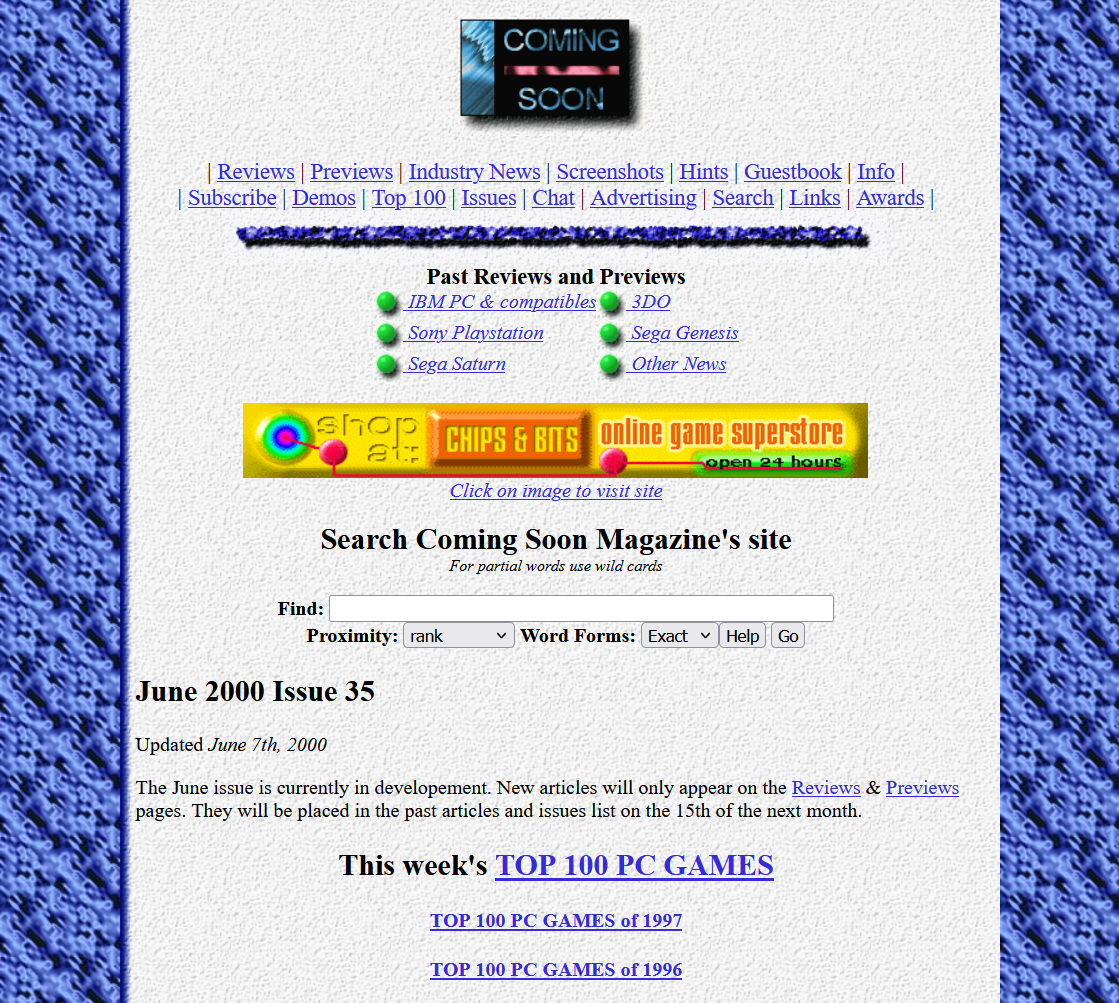 COMING
SOON
| Reviews | Previews | Industry News | Screenshots | Hints | Guestbook | Info |
| Subscribe | Demos | Top 100 | Issues | Chat | Advertising | Search | Links | Awards |
Past Reviews and Previews
IBM PC & compatibles 3DO
Sony Playstation Sega Genesis
Sega Saturn Other News
shop at: CHIPS & BITS online game superstore
open 24 hours
Click on image to visit site
Search Coming Soon Magazine's site
For partial words use wild cards
Find:
Proximity: rank Word Forms: Exact Help Go
June 2000 Issue 35
Updated June 7th, 2000
The June issue is currently in developement. New articles will only appear on the Reviews & Previews
pages. They will be placed in the past articles and issues list on the 15th of the next month.
This week's TOP 100 PC GAMES
TOP 100 PC GAMES of 1997
TOP 100 PC GAMES of 1996